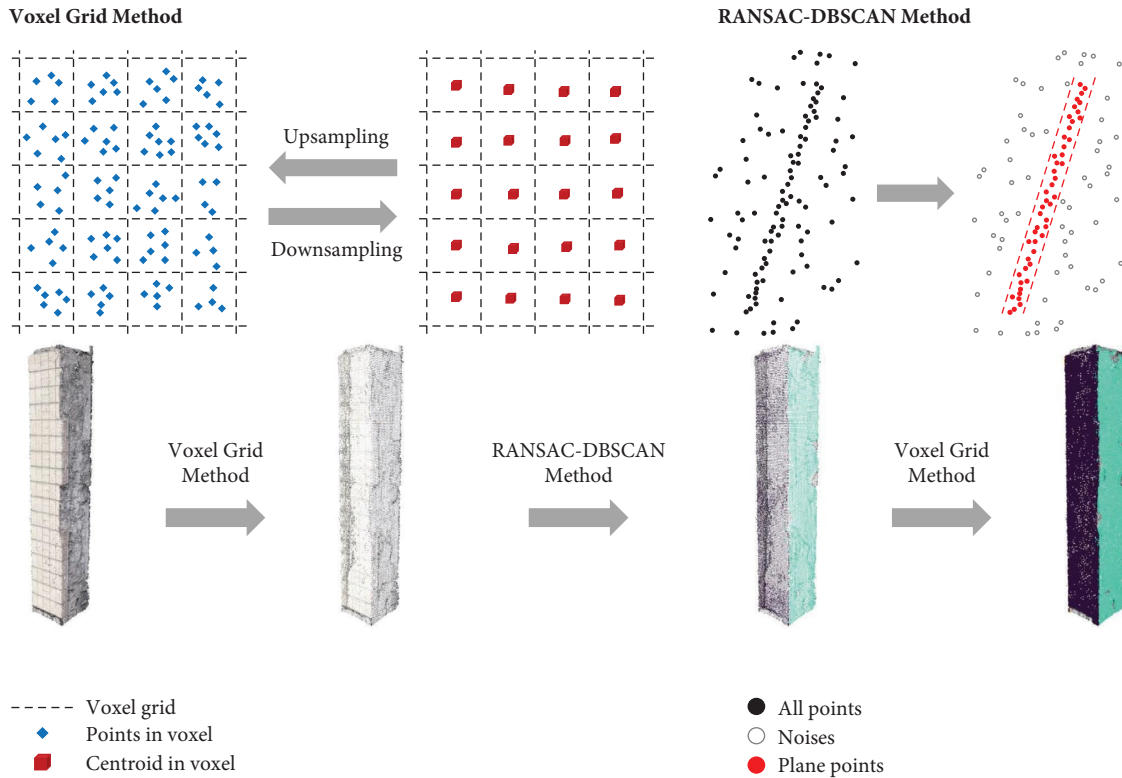 Voxel Grid Method
RANSAC-DBSCAN Method
Upsampling
Downsampling
Voxel Grid
Method
RANSAC-DBSCAN
Method
Voxel Grid
Method
Voxel grid
Points in voxel
Centroid in voxel
All points
Noises
Plane points